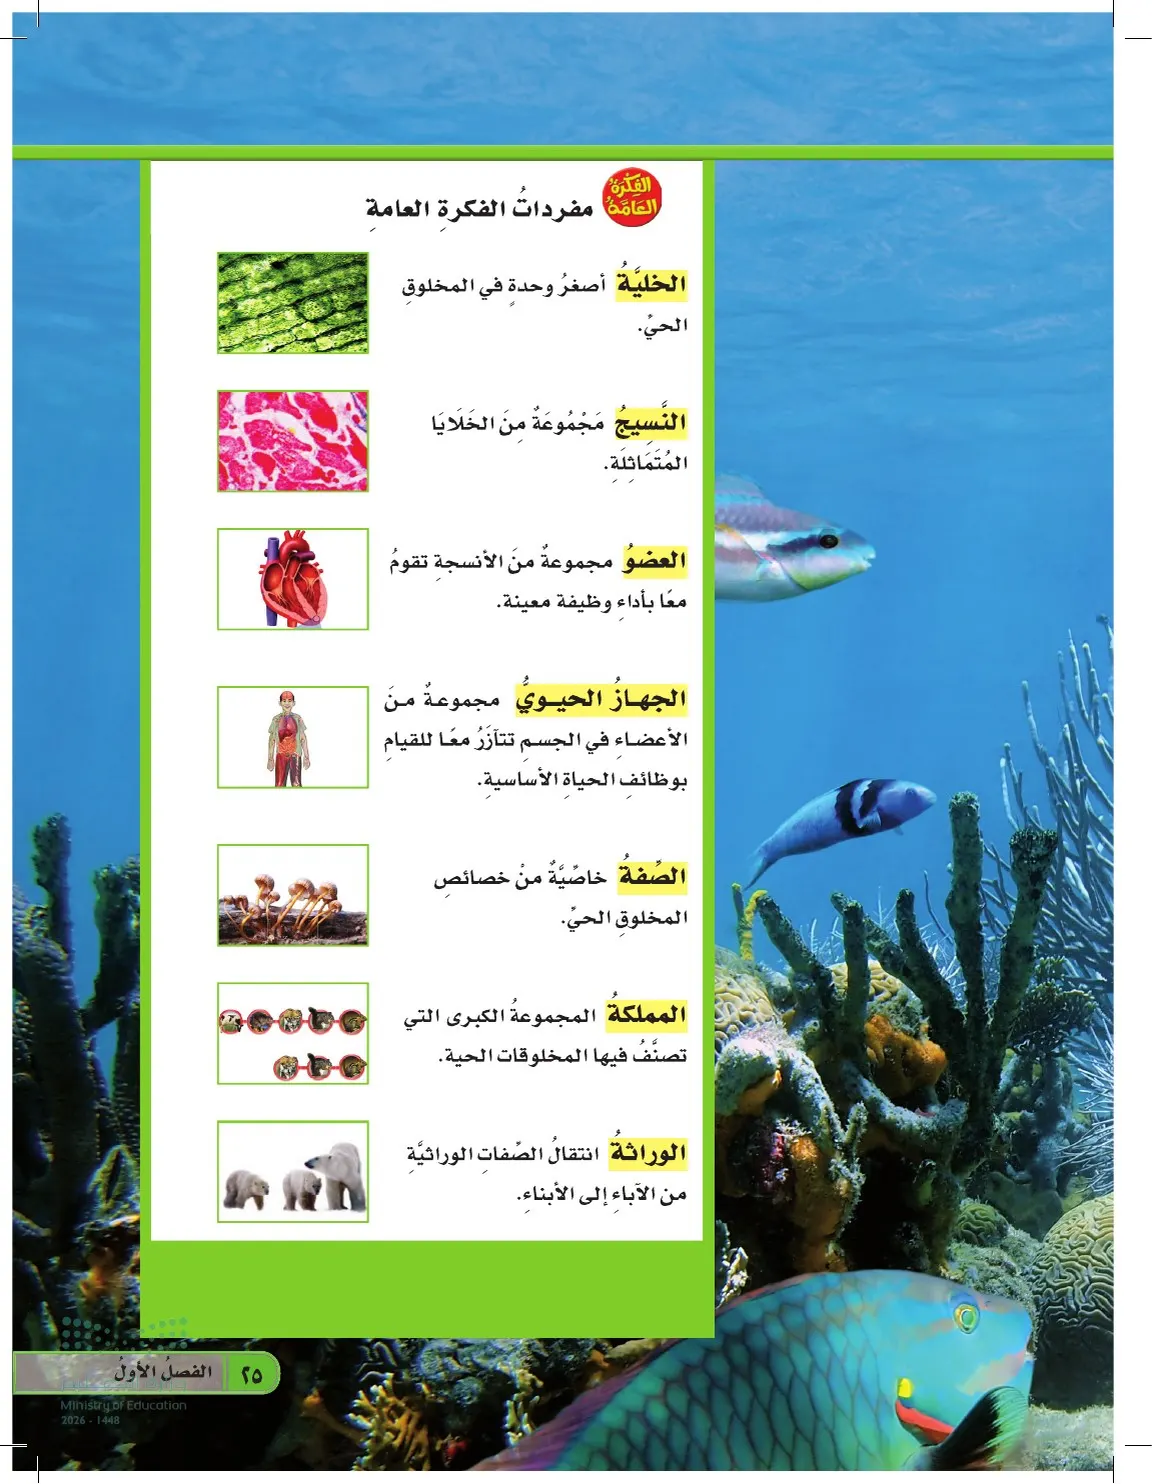 الفِكْرَةُ
العَامَّةُ
مفرداتُ الفكرةِ العامةِ
الخليَّةُ أصغرُ وحدةٍ في المخلوقِ
الحيِّ.
النَّسِيجُ مَجْمُوعَةٌ مِنَ الخَلَايَا
المُتَمَاثِلَةِ.
العضوُ مجموعةٌ منَ الأنسجةِ تقومُ
معًا بأداءِ وظيفة معينة.
الجهازُ الحيويُّ مجموعةٌ منَ
الأعضاءِ في الجسمِ تتآزَرُ معًا للقيامِ
بوظائفِ الحياةِ الأساسيةِ.
الصِّفةُ خاصِّيَّةٌ منْ خصائصِ
المخلوقِ الحيِّ.
المملكةُ المجموعةُ الكبرى التي
تصنَّفُ فيها المخلوقات الحية.
الوراثةُ انتقالُ الصِّفاتِ الوراثيَّةِ
من الآباءِ إلى الأبناءِ.
٢٥ الفصلُ الأولُ
Ministry of Education
2026 - 1448